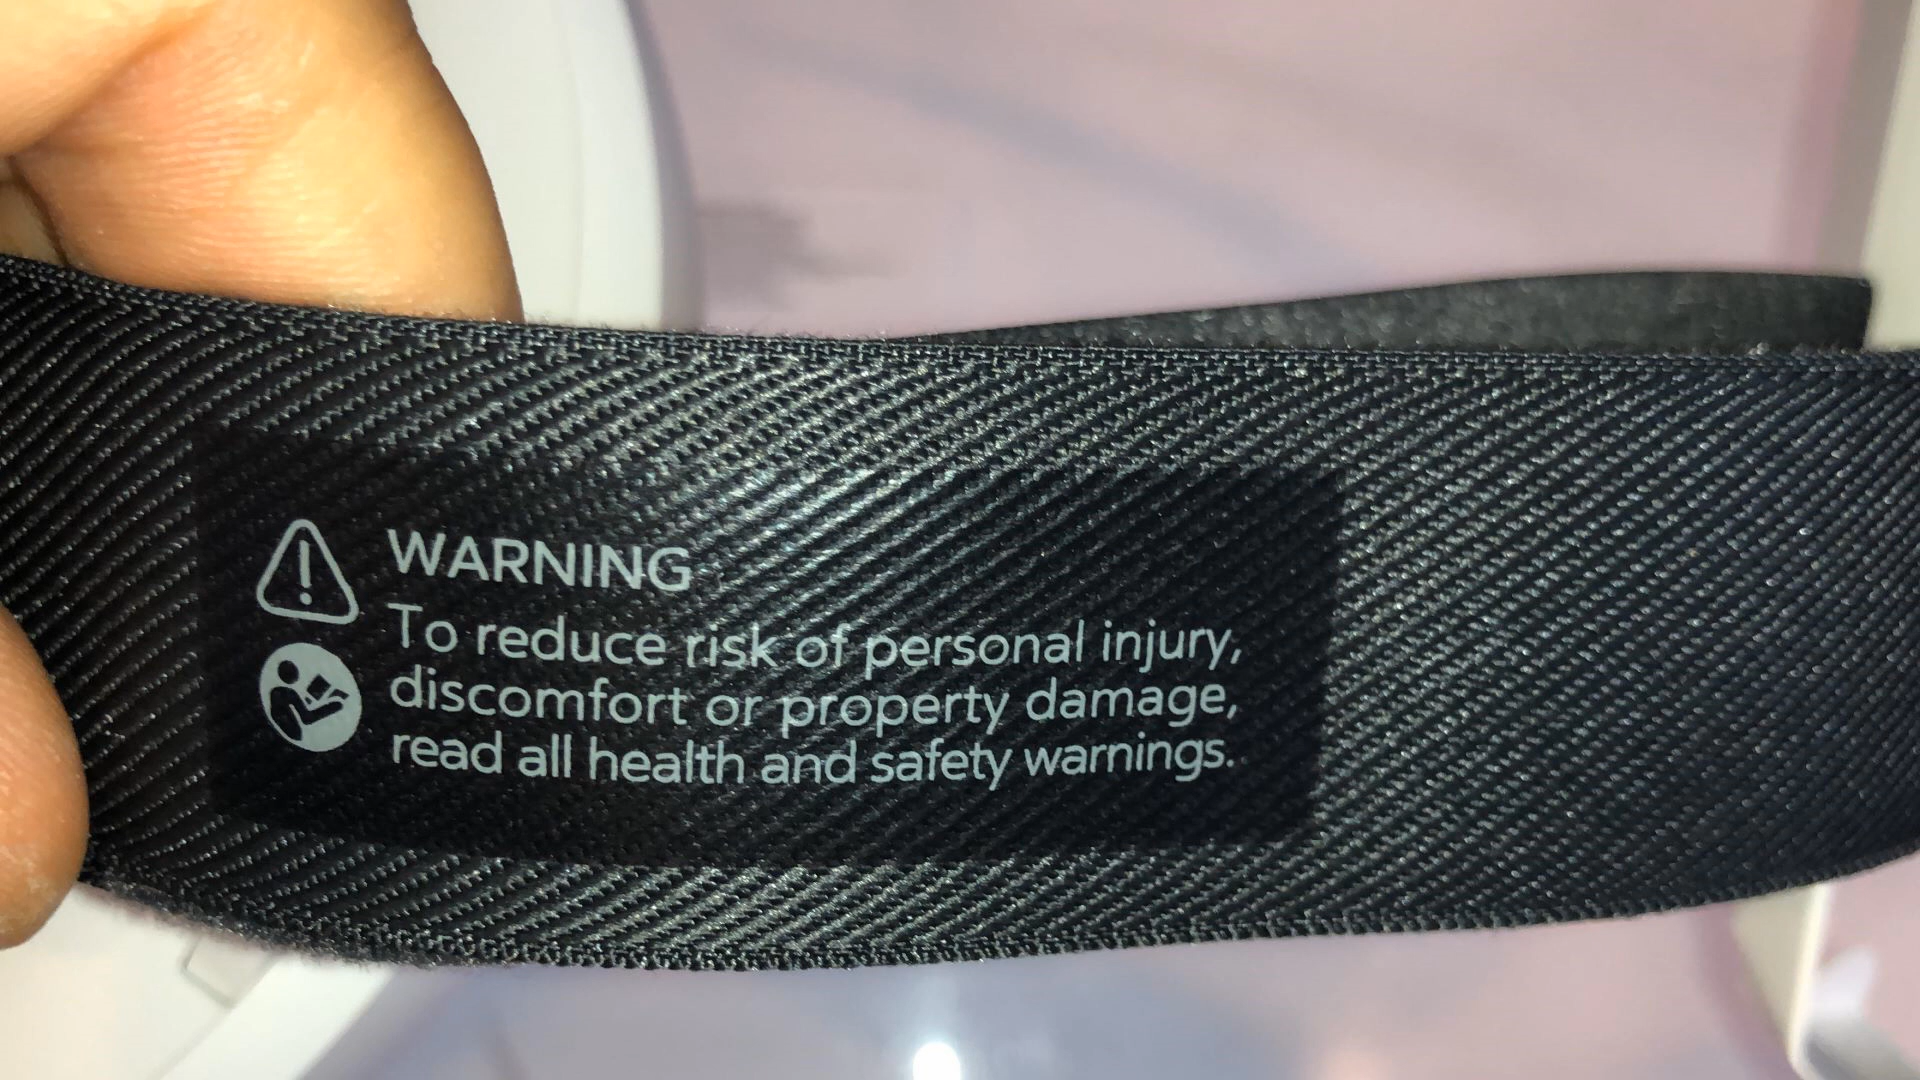 WARNING
To reduce risk of personal injury,
discomfort or property damage,
read all health and safety warnings.